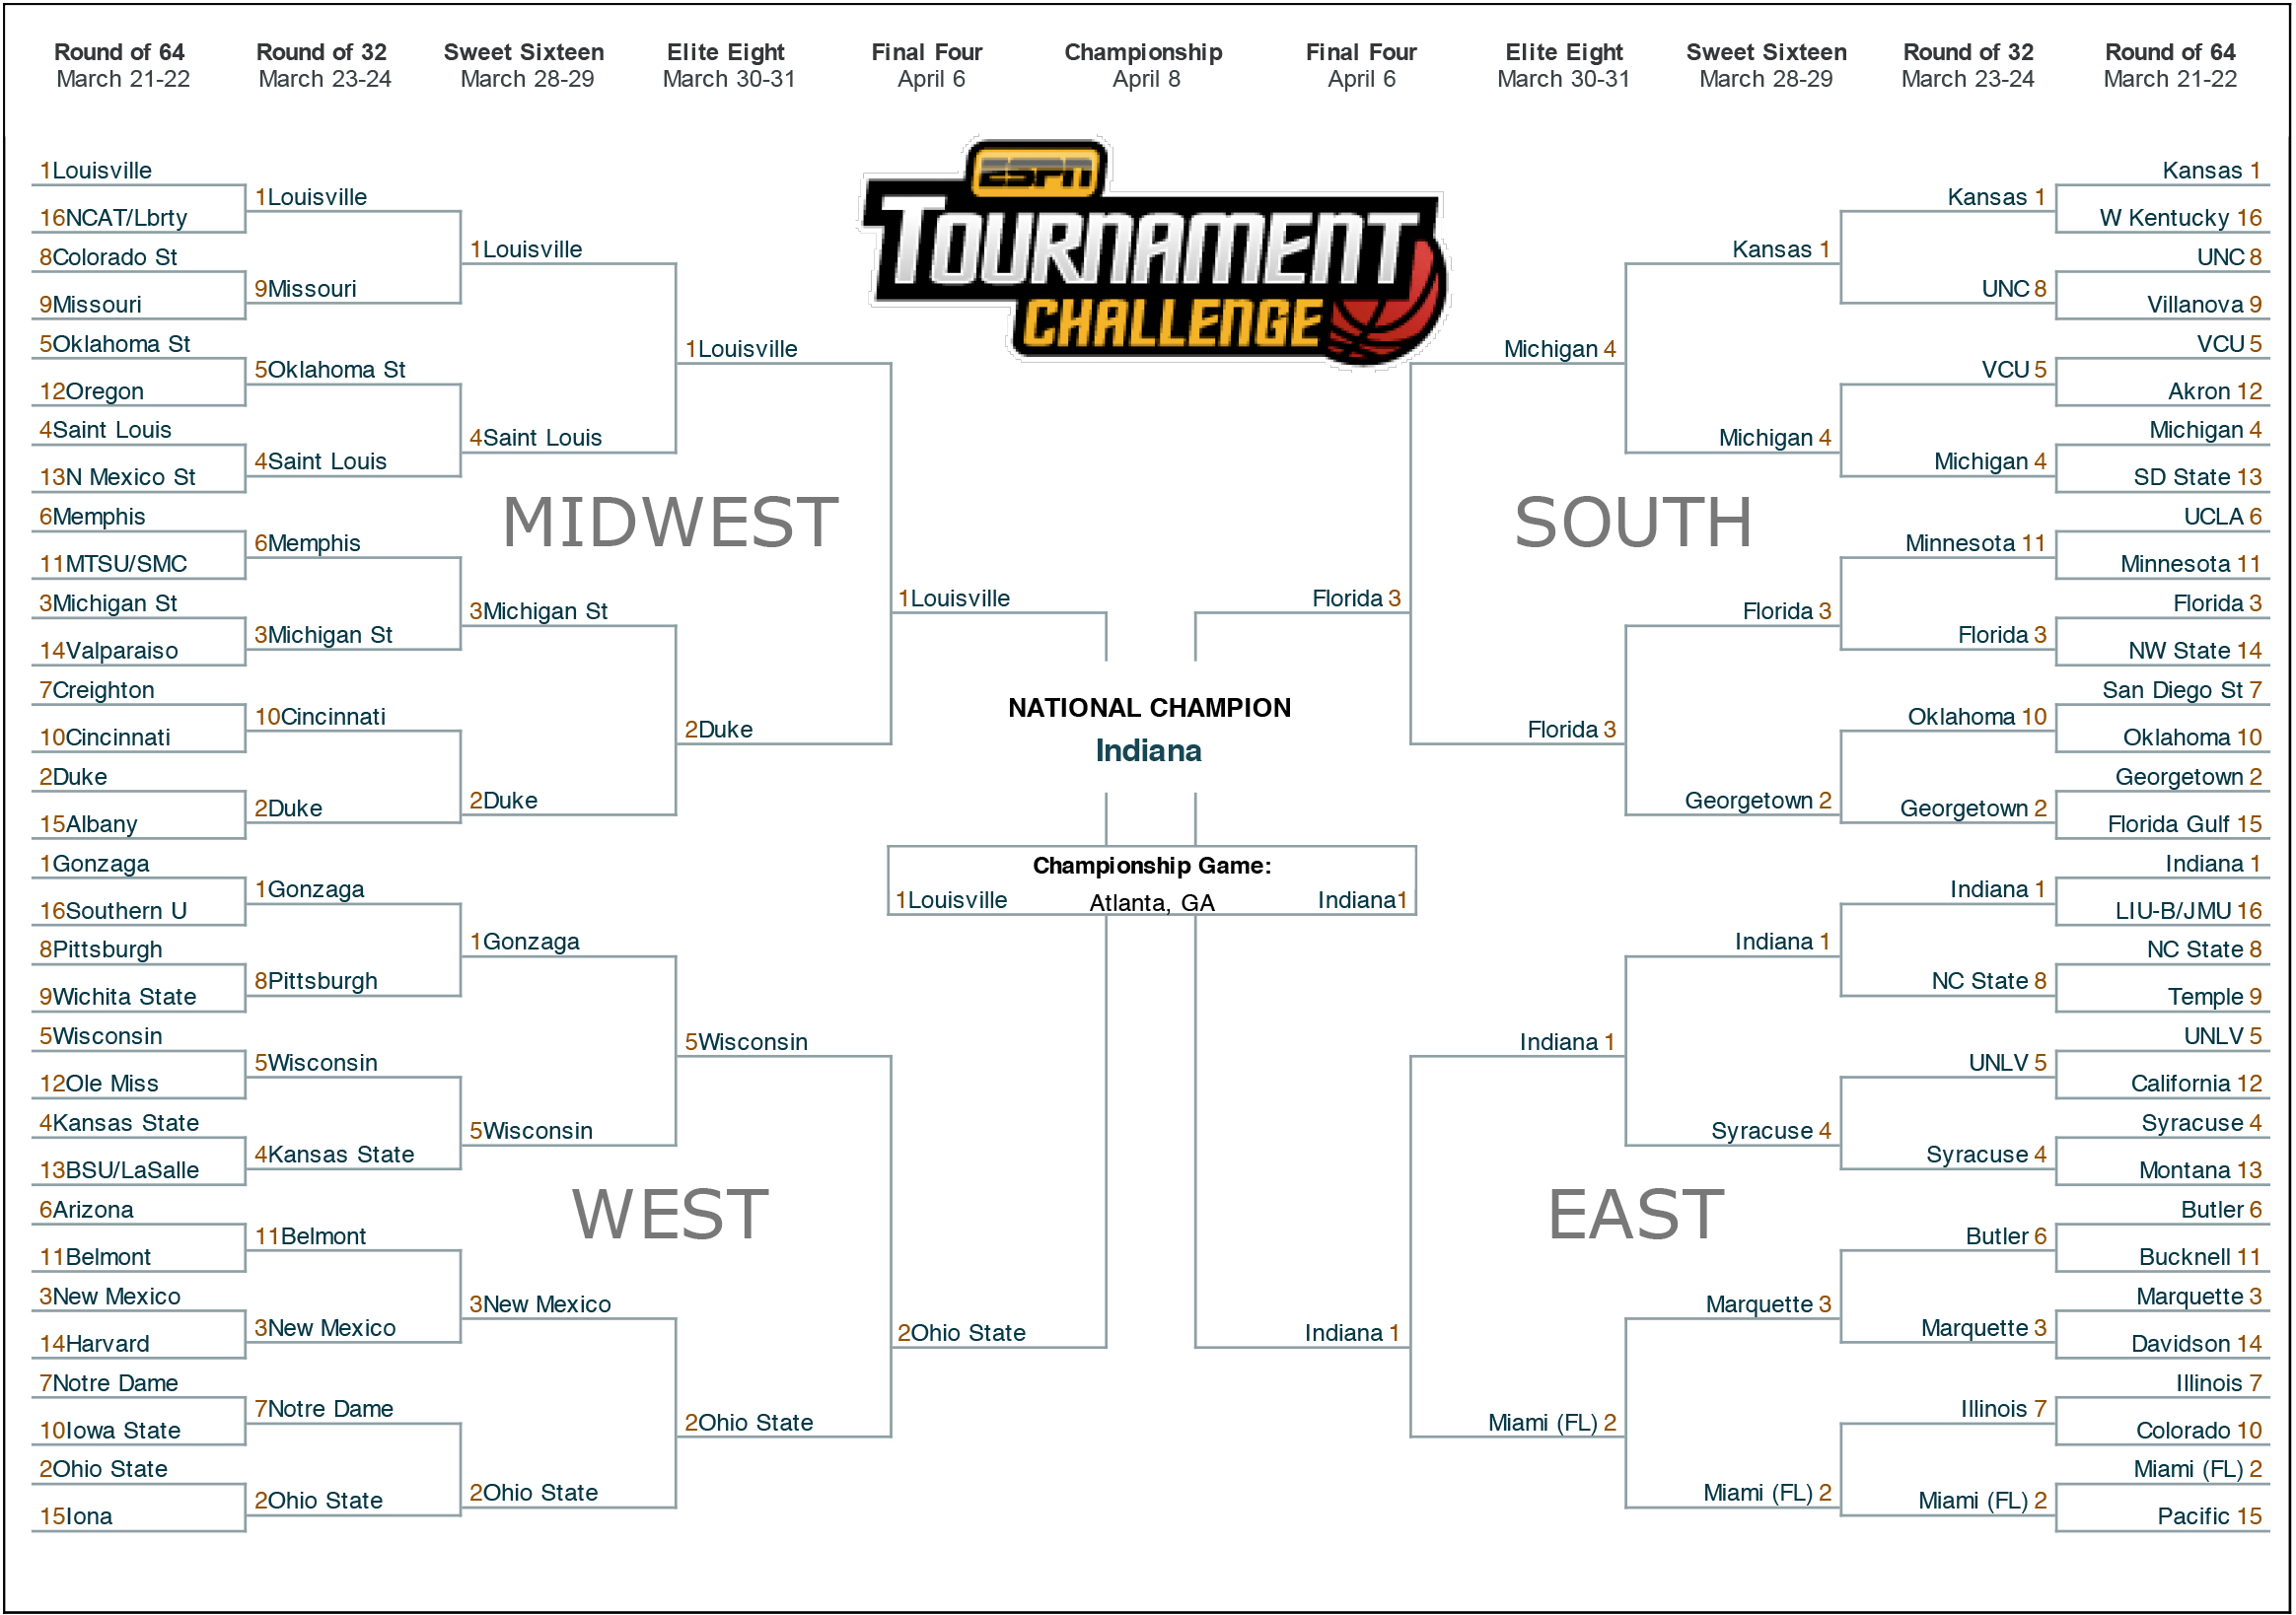 Round of 64
March 21-22
Round of 32
March 23-24
Sweet Sixteen
March 28-29
Elite Eight
March 30-31
Final Four
April 6
Championship
April 8
Final Four
April 6
Elite Eight
March 30-31
Sweet Sixteen
March 28-29
Round of 32
March 23-24
Round of 64
March 21-22
ESPN
TOURNAMENT
CHALLENGE
MIDWEST
1Louisville
16NCAT/Lbrty
8Colorado St
9Missouri
5Oklahoma St
12Oregon
4Saint Louis
13N Mexico St
6Memphis
11MTSU/SMC
3Michigan St
14Valparaiso
7Creighton
10Cincinnati
2Duke
15Albany
1Louisville
9Missouri
5Oklahoma St
4Saint Louis
6Memphis
3Michigan St
10Cincinnati
2Duke
1Louisville
4Saint Louis
3Michigan St
2Duke
1Louisville
2Duke
1Louisville
WEST
1Gonzaga
16Southern U
8Pittsburgh
9Wichita State
5Wisconsin
12Ole Miss
4Kansas State
13BSU/LaSalle
6Arizona
11Belmont
3New Mexico
14Harvard
7Notre Dame
10Iowa State
2Ohio State
15Iona
1Gonzaga
8Pittsburgh
5Wisconsin
4Kansas State
11Belmont
3New Mexico
7Notre Dame
2Ohio State
1Gonzaga
5Wisconsin
3New Mexico
2Ohio State
5Wisconsin
2Ohio State
2Ohio State
NATIONAL CHAMPION
Indiana
Championship Game:
1Louisville
Atlanta, GA
Indiana1
SOUTH
Florida 3
Michigan 4
Florida 3
Kansas 1
Michigan 4
Florida 3
Georgetown 2
Kansas 1
UNC 8
VCU 5
Michigan 4
Minnesota 11
Florida 3
Oklahoma 10
Georgetown 2
Kansas 1
W Kentucky 16
UNC 8
Villanova 9
VCU 5
Akron 12
Michigan 4
SD State 13
UCLA 6
Minnesota 11
Florida 3
NW State 14
San Diego St 7
Oklahoma 10
Georgetown 2
Florida Gulf 15
EAST
Indiana 1
Indiana 1
Miami (FL) 2
Indiana 1
Syracuse 4
Marquette 3
Miami (FL) 2
Indiana 1
NC State 8
UNLV 5
Syracuse 4
Butler 6
Marquette 3
Illinois 7
Miami (FL) 2
Indiana 1
LIU-B/JMU 16
NC State 8
Temple 9
UNLV 5
California 12
Syracuse 4
Montana 13
Butler 6
Bucknell 11
Marquette 3
Davidson 14
Illinois 7
Colorado 10
Miami (FL) 2
Pacific 15